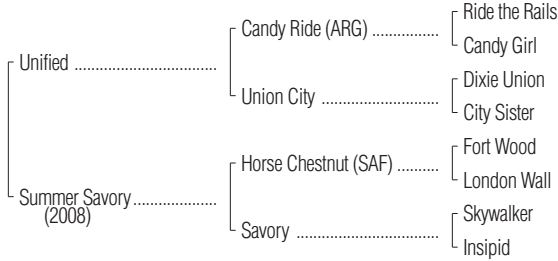 Ride the Rails
Candy Ride (ARG) ................
Candy Girl
Unified ..................................
Dixie Union
Union City ............................
City Sister
Fort Wood
Horse Chestnut (SAF) ..........
London Wall
Summer Savory....................
(2008)
Skywalker
Savory ..................................
Insipid